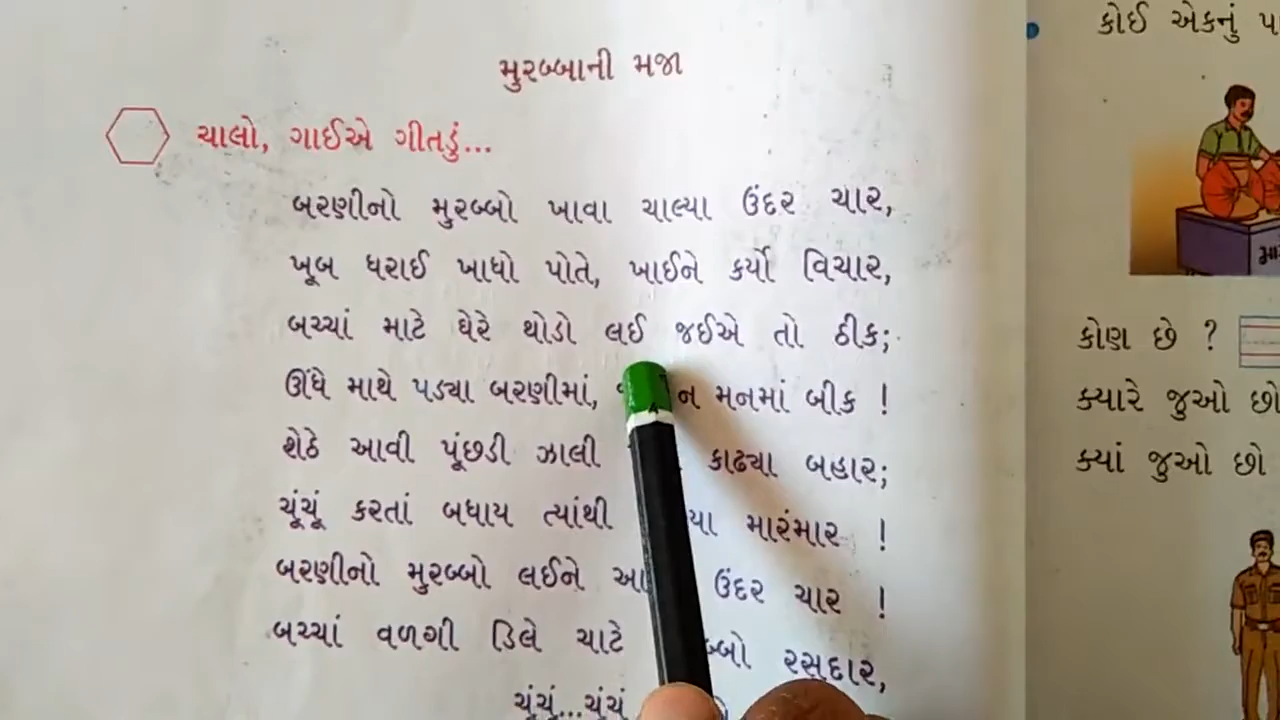 મુરબ્બાની મજા
ચાલો, ગાઈએ ગીતડું...
બરણીનો મુરબ્બો ખાવા ચાલ્યા ઉંદર ચાર,
ખૂબ ધરાઈ ખાધો પોતે, ખાઈને કર્યો વિચાર,
બચ્ચાં માટે ઘેરે થોડો લઈ જઈએ તો ઠીક;
ઊંધે માથે પડ્યા બરણીમાં, મનમાં બીક !
શેઠે આવી પૂંછડી ઝાલી કાઢ્યા બહાર;
ચૂંચૂં કરતાં બધાય ત્યાંથી મારંમાર !
બરણીનો મુરબ્બો લઈને ઉંદર ચાર !
બચ્ચાં વળગી ડિલે ચાટે રસદાર,
ચૂંચૂં...ચૂંચૂં
કોઈ એકનું
કોણ છે ?
ક્યારે જુઓ છો
ક્યાં જુઓ છો